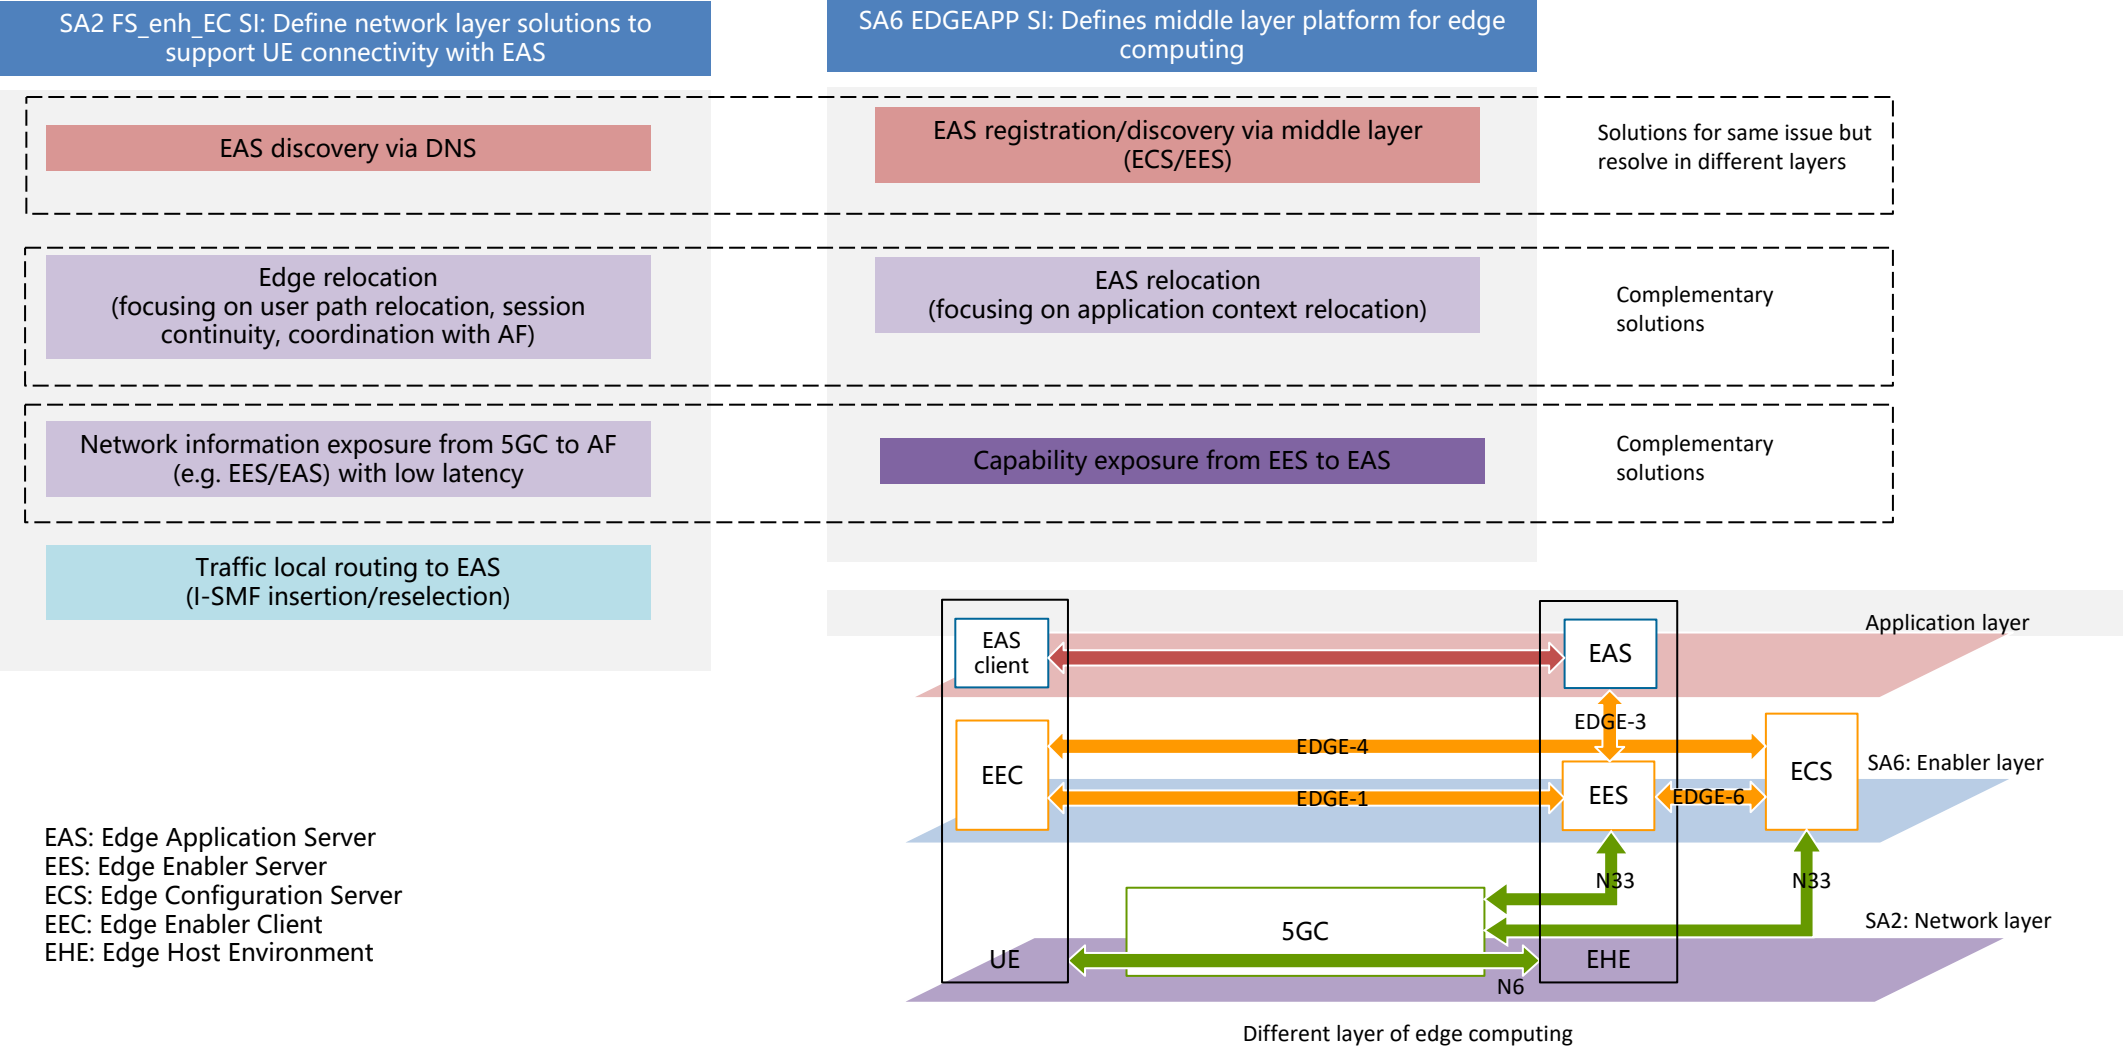 SA2 FS_enh_EC SI: Define network layer solutions to
support UE connectivity with EAS
SA6 EDGEAPP SI: Defines middle layer platform for edge
computing
EAS discovery via DNS
EAS registration/discovery via middle layer
(ECS/EES)
Solutions for same issue but
resolve in different layers
Edge relocation
(focusing on user path relocation, session
continuity, coordination with AF)
EAS relocation
(focusing on application context relocation)
Complementary
solutions
Network information exposure from 5GC to AF
(e.g. EES/EAS) with low latency
Capability exposure from EES to EAS
Complementary
solutions
Traffic local routing to EAS
(I-SMF insertion/reselection)
EAS: Edge Application Server
EES: Edge Enabler Server
ECS: Edge Configuration Server
EEC: Edge Enabler Client
EHE: Edge Host Environment
Application layer
EAS
client
EAS
EDGE-3
EDGE-4
EEC
ECS
SA6: Enabler layer
EDGE-1
EES
EDGE-6
N33
N33
5GC
SA2: Network layer
UE
EHE
N6
Different layer of edge computing